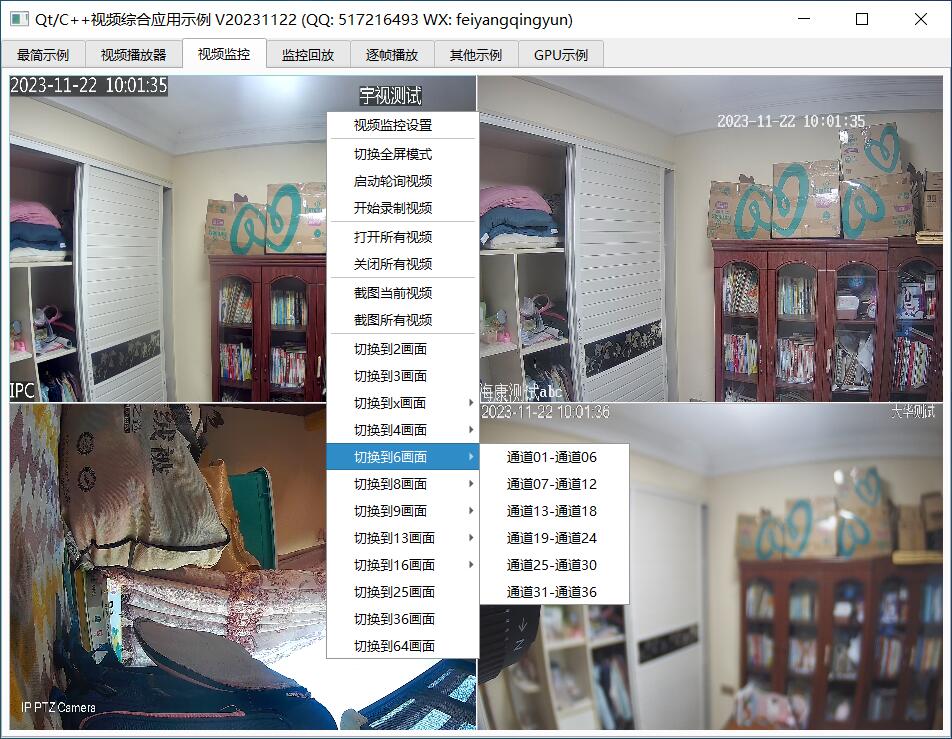 Qt/C++视频综合应用示例 V20231122 (QQ: 517216493 WX: feiyangqingyun)
最简示例
视频播放器
视频监控
监控回放
逐帧播放
其他示例
GPU示例
2023-11-22 10:01:35
宇视测试
IPC
2023-11-22 10:01:35
海康测试abc
视频监控设置
切换全屏模式
启动轮询视频
开始录制视频
打开所有视频
关闭所有视频
截图当前视频
截图所有视频
切换到2画面
切换到3画面
切换到x画面
切换到4画面
切换到6画面
切换到8画面
切换到9画面
切换到13画面
切换到16画面
切换到25画面
切换到36画面
切换到64画面
通道01-通道06
通道07-通道12
通道13-通道18
通道19-通道24
通道25-通道30
通道31-通道36
IP PTZ Camera
2023-11-22 10:01:36
大华测试